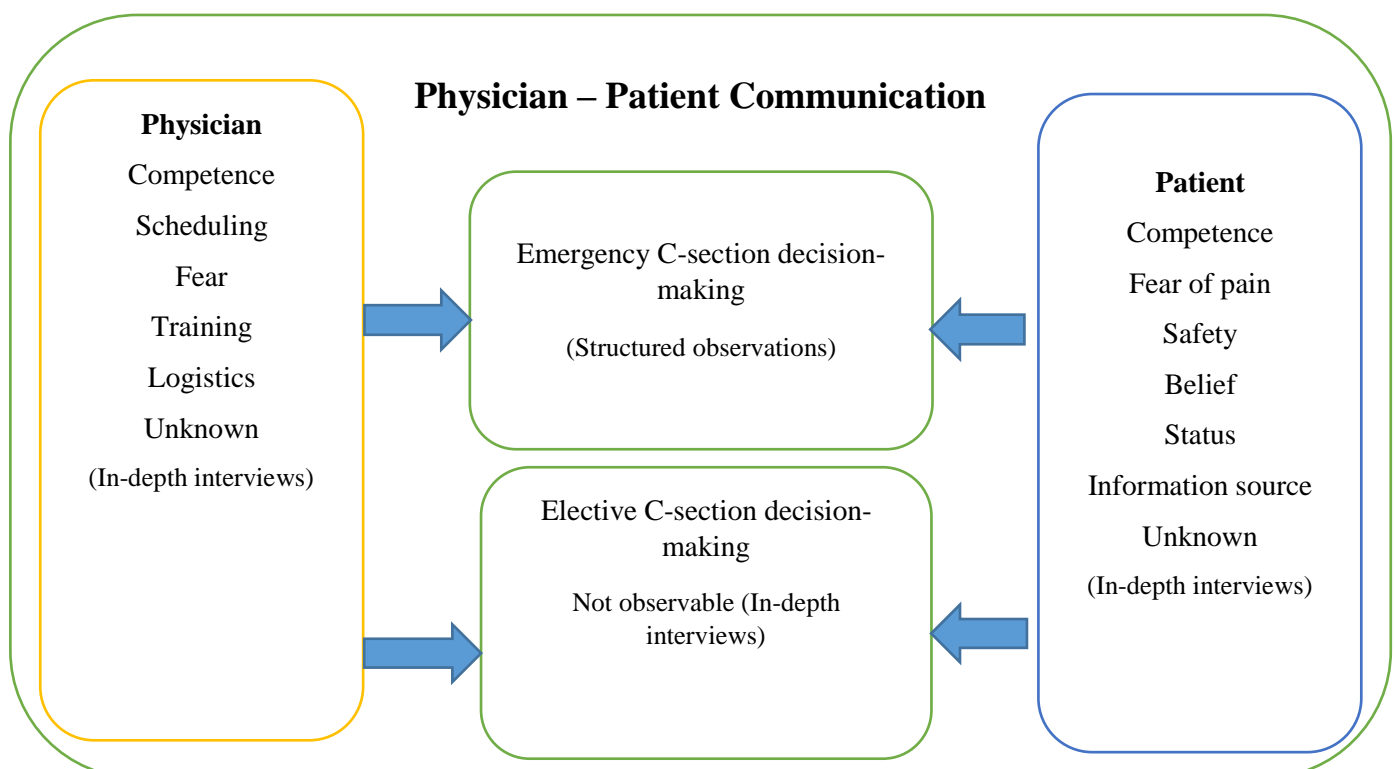 Physician – Patient Communication
Physician
Competence
Scheduling
Fear
Training
Logistics
Unknown
(In-depth interviews)
Emergency C-section decision-
making
(Structured observations)
Elective C-section decision-
making
Not observable (In-depth
interviews)
Patient
Competence
Fear of pain
Safety
Belief
Status
Information source
Unknown
(In-depth interviews)